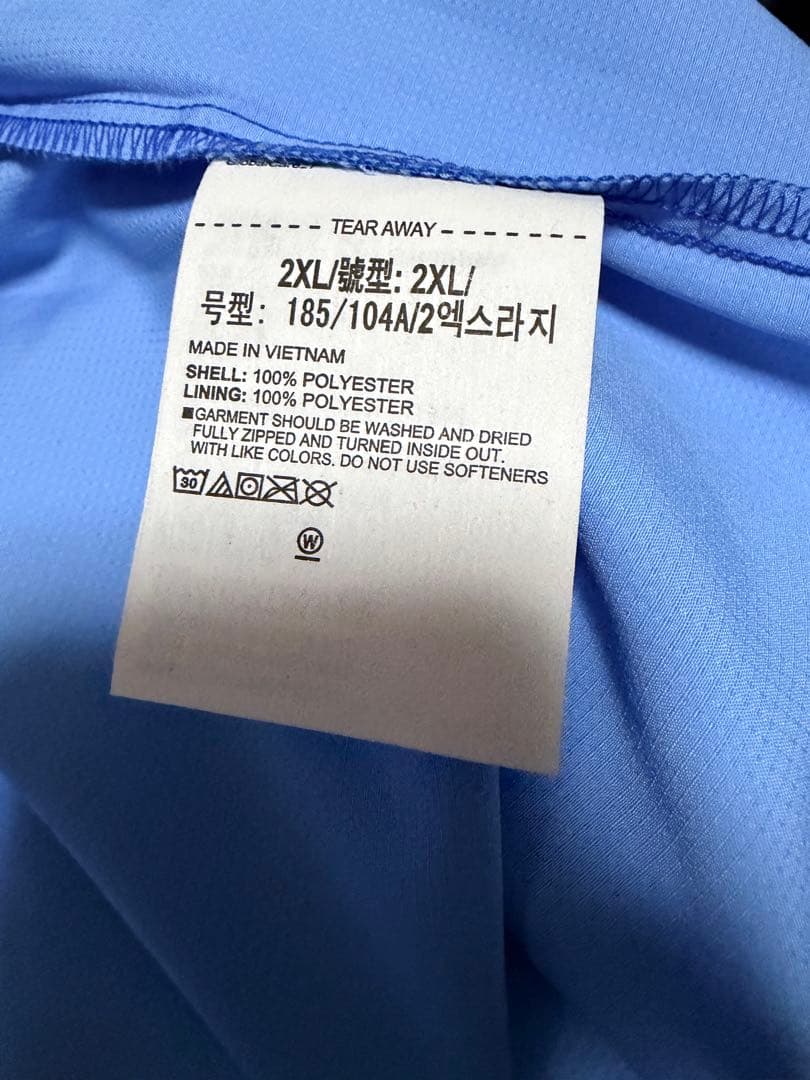 TEAR AWAY
2XL/號型: 2XL/
号型: 185/104A/2엑스라지
MADE IN VIETNAM
SHELL: 100% POLYESTER
LINING: 100% POLYESTER
■GARMENT SHOULD BE WASHED AND DRIED
FULLY ZIPPED AND TURNED INSIDE OUT.
WITH LIKE COLORS. DO NOT USE SOFTENERS
30
W